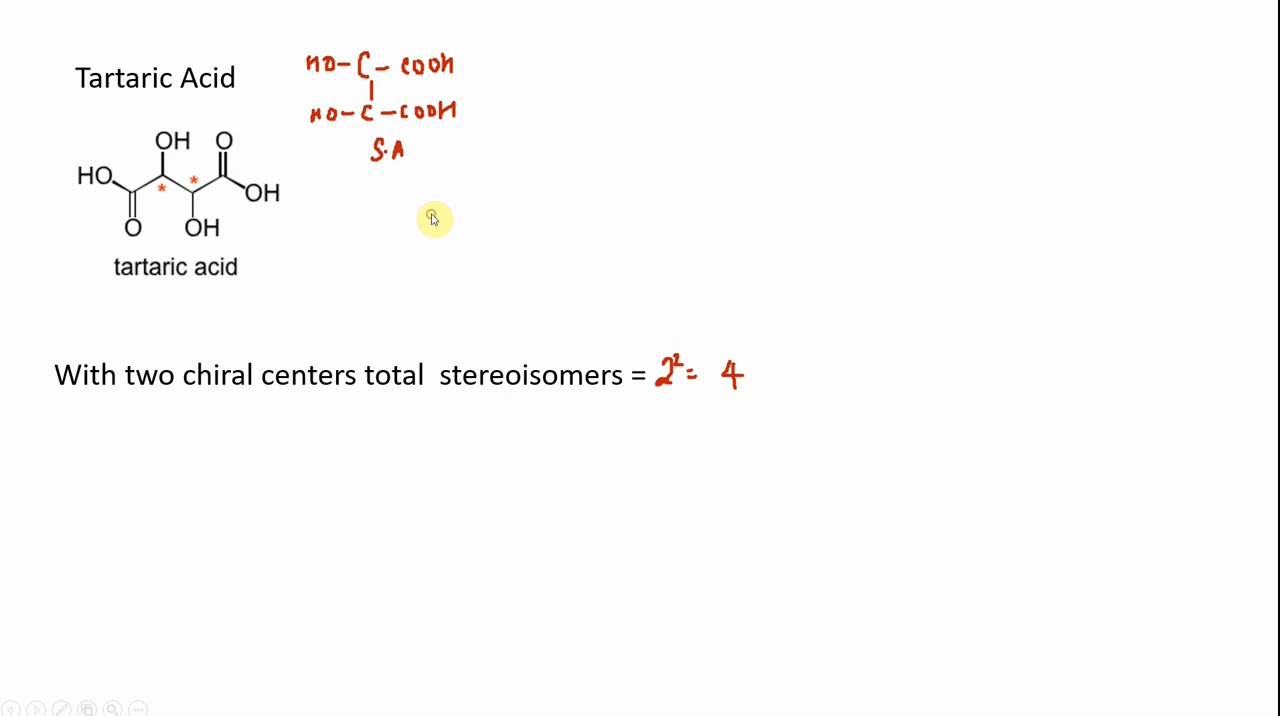 Tartaric Acid
HO-C-COOH
HO-C-COOH
S.A
OH O
HO * * OH
O OH
tartaric acid
With two chiral centers total stereoisomers = 2²= 4